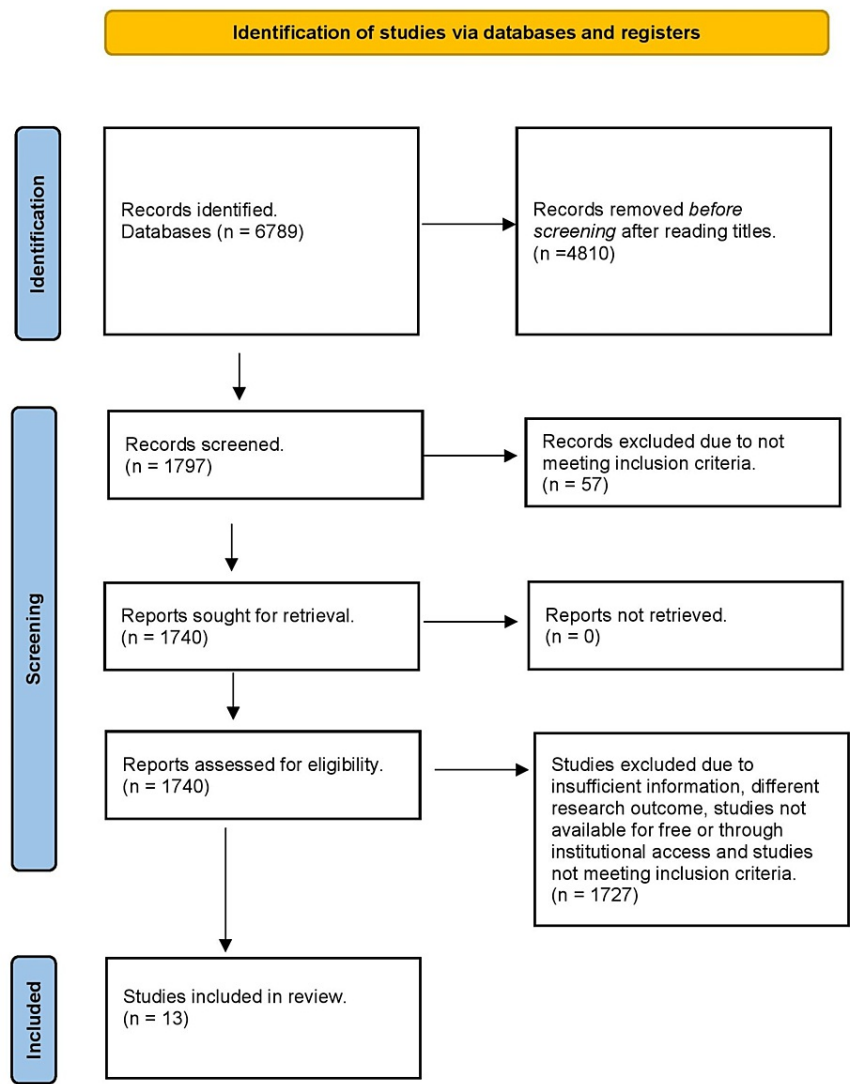 Identification of studies via databases and registers
Identification
Records identified.
Databases (n = 6789)
Records removed before
screening after reading titles.
(n =4810)
Screening
Records screened.
(n = 1797)
Records excluded due to not
meeting inclusion criteria.
(n = 57)
Reports sought for retrieval.
(n = 1740)
Reports not retrieved.
(n = 0)
Reports assessed for eligibility.
(n = 1740)
Studies excluded due to
insufficient information, different
research outcome, studies not
available for free or through
institutional access and studies
not meeting inclusion criteria.
(n = 1727)
Included
Studies included in review.
(n = 13)